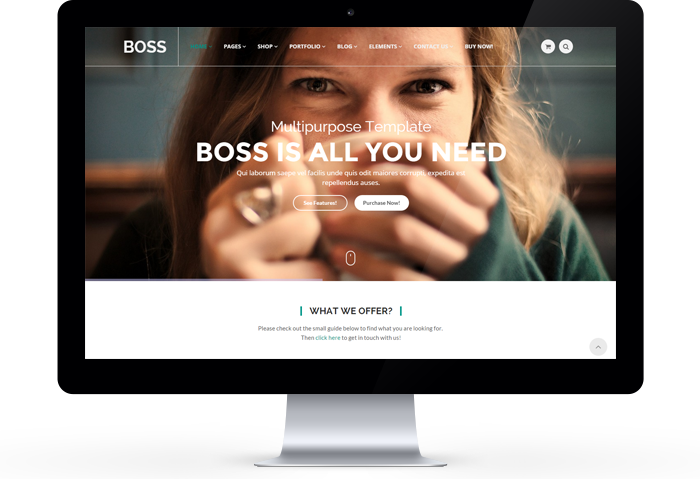 BOSS
HOME PAGES SHOP PORTFOLIO BLOG ELEMENTS CONTACT US BUY NOW!
Multipurpose Template
BOSS IS ALL YOU NEED
Qui laborum saepe vel facilis unde quis odit maiores corrupti, expedita est
repellendus auses.
See Features! Purchase Now!
WHAT WE OFFER?
Please check out the small guide below to find what you are looking for.
Then click here to get in touch with us!